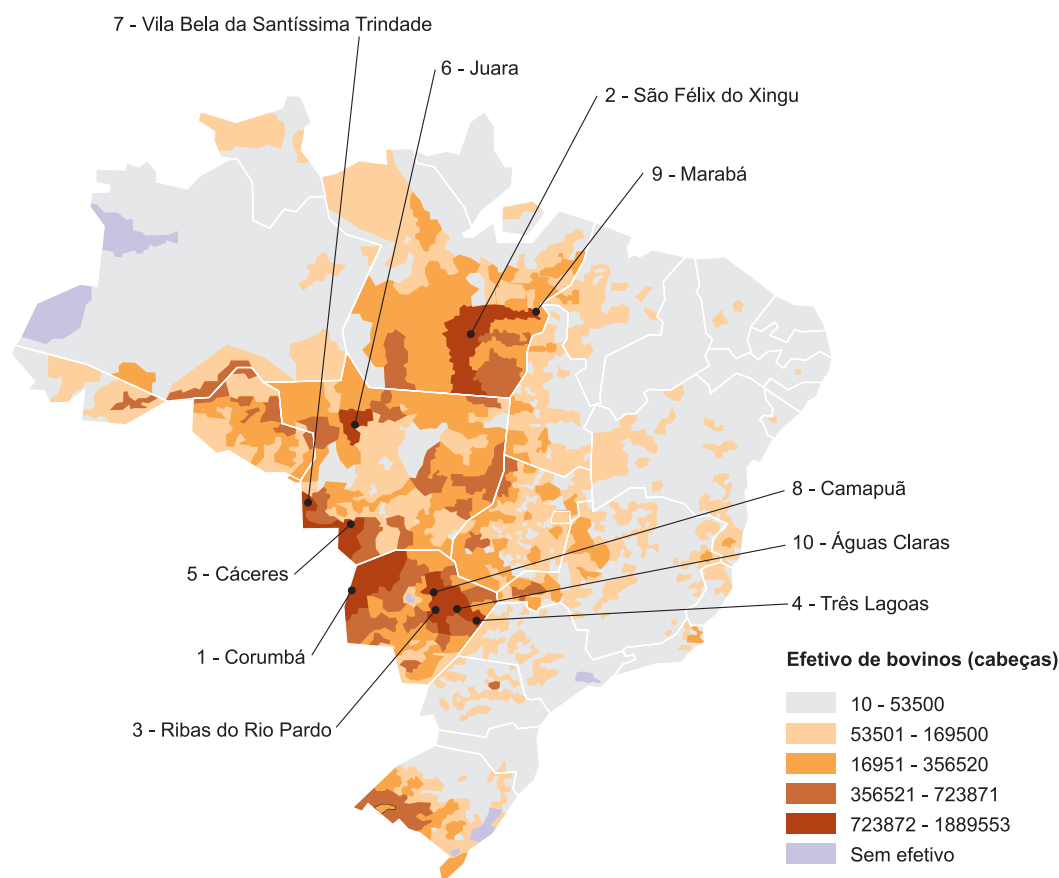 7 - Vila Bela da Santíssima Trindade
6 - Juara
2 - São Félix do Xingu
9 - Marabá
8 - Camapuã
10 - Águas Claras
5 - Cáceres
4 - Três Lagoas
1 - Corumbá
3 - Ribas do Rio Pardo
Efetivo de bovinos (cabeças)
10 - 53500
53501 - 169500
16951 - 356520
356521 - 723871
723872 - 1889553
Sem efetivo